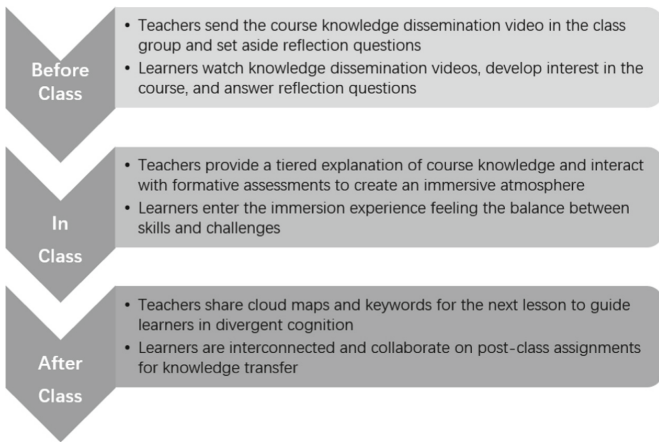 Before
Class
• Teachers send the course knowledge dissemination video in the class
group and set aside reflection questions
• Learners watch knowledge dissemination videos, develop interest in the
course, and answer reflection questions
In
Class
• Teachers provide a tiered explanation of course knowledge and interact
with formative assessments to create an immersive atmosphere
• Learners enter the immersion experience feeling the balance between
skills and challenges
After
Class
• Teachers share cloud maps and keywords for the next lesson to guide
learners in divergent cognition
• Learners are interconnected and collaborate on post-class assignments
for knowledge transfer